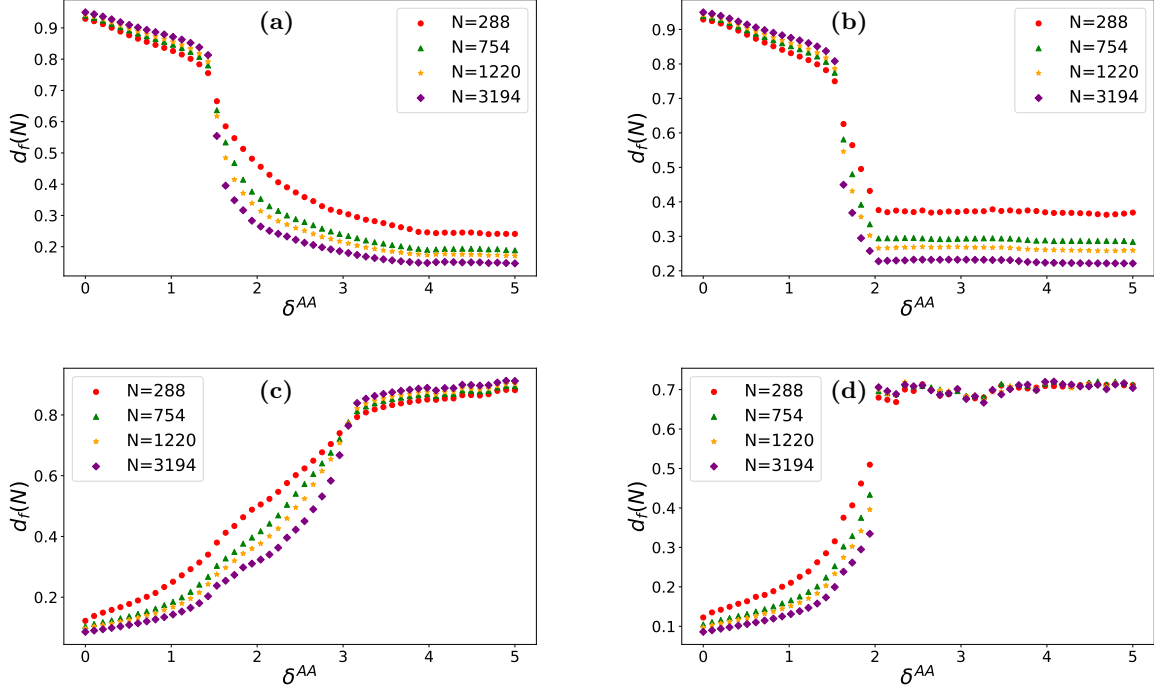 (a)
N=288
N=754
N=1220
N=3194
0.9
0.8
0.7
0.6
0.5
0.4
0.3
0.2
d_f(N)
0 1 2 3 4 5
δ^{AA}
(b)
N=288
N=754
N=1220
N=3194
0.9
0.8
0.7
0.6
0.5
0.4
0.3
0.2
d_f(N)
0 1 2 3 4 5
δ^{AA}
(c)
N=288
N=754
N=1220
N=3194
0.8
0.6
0.4
0.2
d_f(N)
0 1 2 3 4 5
δ^{AA}
(d)
N=288
N=754
N=1220
N=3194
0.7
0.6
0.5
0.4
0.3
0.2
0.1
d_f(N)
0 1 2 3 4 5
δ^{AA}